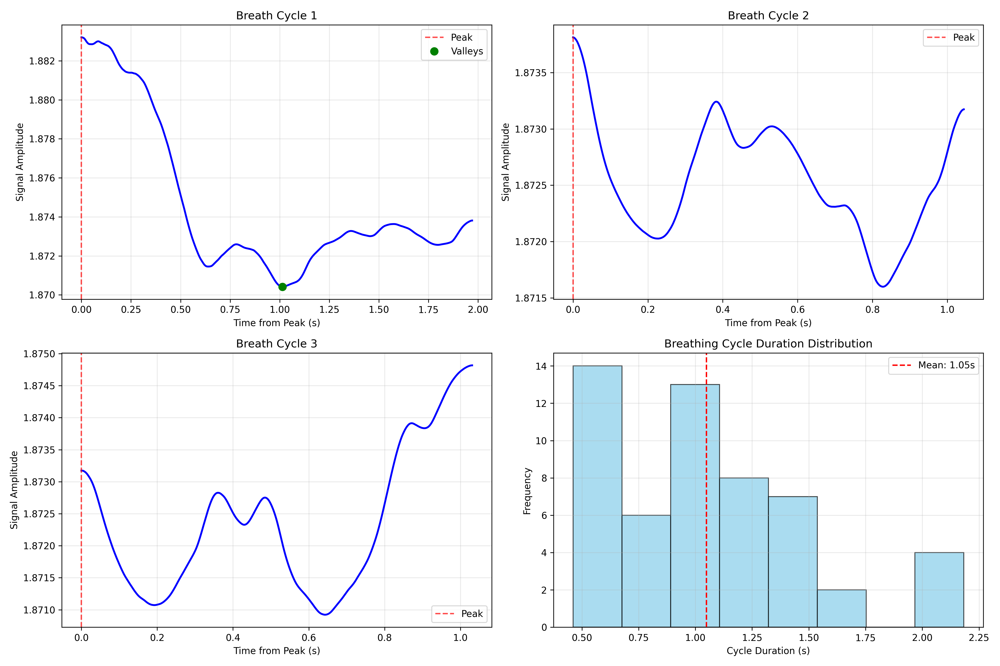 Breath Cycle 1
Signal Amplitude
1.882
1.880
1.878
1.876
1.874
1.872
1.870
Peak
Valleys
0.00 0.25 0.50 0.75 1.00 1.25 1.50 1.75 2.00
Time from Peak (s)
Breath Cycle 2
Signal Amplitude
1.8735
1.8730
1.8725
1.8720
1.8715
Peak
0.0 0.2 0.4 0.6 0.8 1.0
Time from Peak (s)
Breath Cycle 3
Signal Amplitude
1.8750
1.8745
1.8740
1.8735
1.8730
1.8725
1.8720
1.8715
1.8710
Peak
0.0 0.2 0.4 0.6 0.8 1.0
Time from Peak (s)
Breathing Cycle Duration Distribution
Frequency
14
12
10
8
6
4
2
0
Mean: 1.05s
0.50 0.75 1.00 1.25 1.50 1.75 2.00 2.25
Cycle Duration (s)